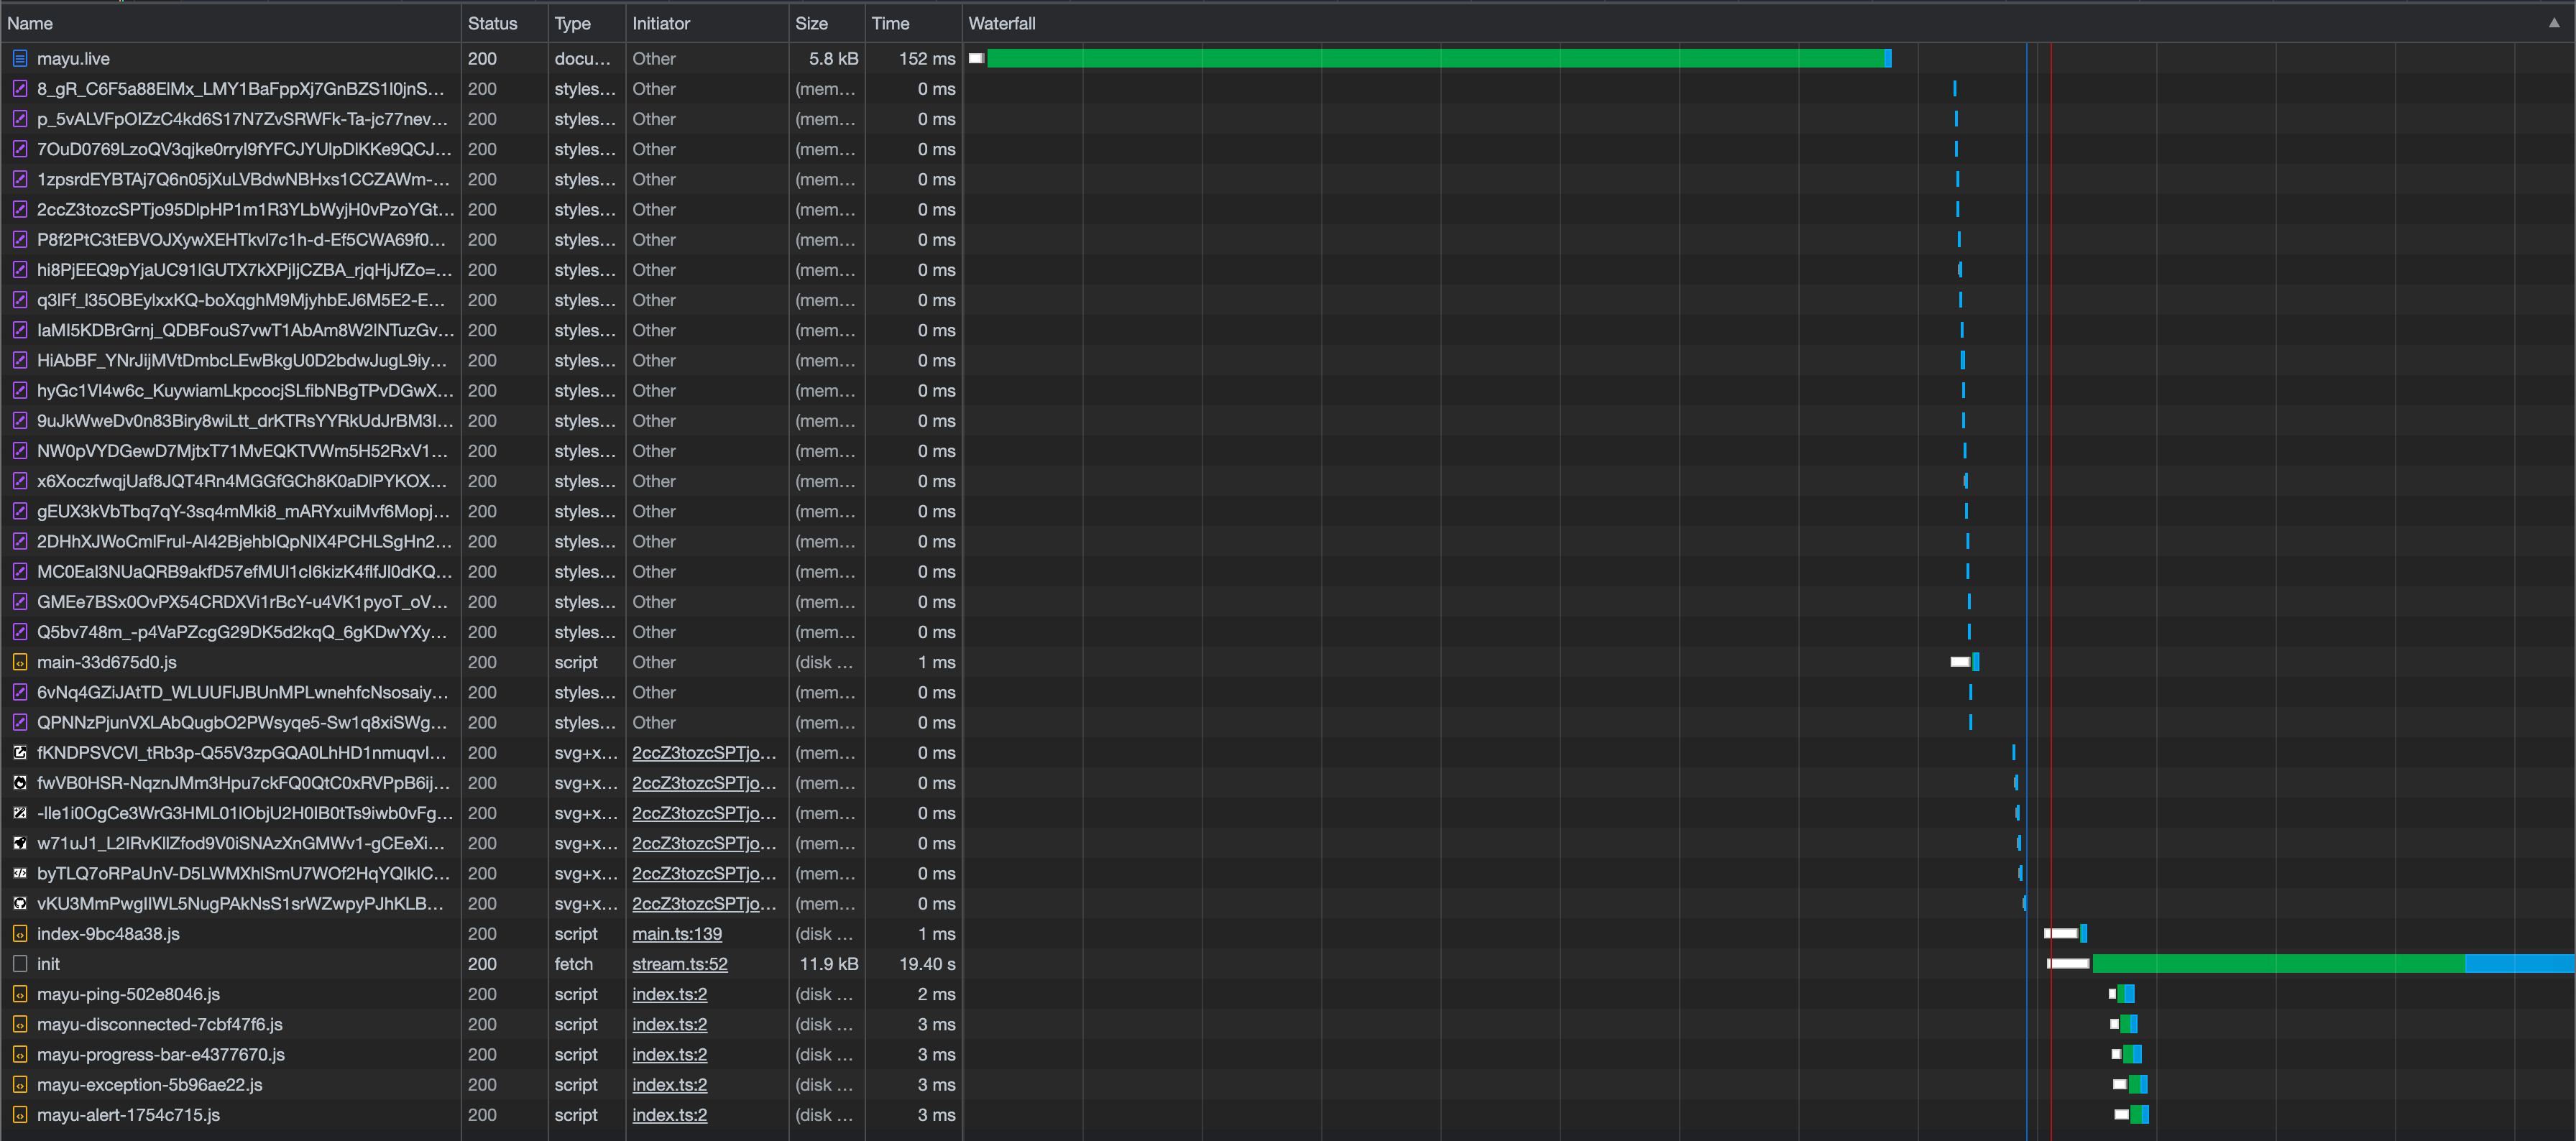 Name Status Type Initiator Size Time Waterfall
mayu.live 200 docu... Other 5.8 kB 152 ms
8_gR_C6F5a88ElMx_LMY1BaFppXj7GnBZS1I0jnS... 200 styles... Other (mem... 0 ms
p_5vALVFpOIZzC4kd6S17N7ZvSRWFk-Ta-jc77nev... 200 styles... Other (mem... 0 ms
7OuD0769LzoQV3qjke0rryI9fYFCJYUlpDlKKe9QCJ... 200 styles... Other (mem... 0 ms
1zpsrdEYBTAj7Q6n05jXuLVBdwNBHxs1CCZAWm-... 200 styles... Other (mem... 0 ms
2ccZ3tozcSPTjo95DlpHP1m1R3YLbWyjH0vPzoYGt... 200 styles... Other (mem... 0 ms
P8f2PtC3tEBVOJXywXEHTkvl7c1h-d-Ef5CWA69f0... 200 styles... Other (mem... 0 ms
hi8PjEEQ9pYjaUC91lGUTX7kXPjljCZBA_rjqHjJfZo=... 200 styles... Other (mem... 0 ms
q3lFf_l35OBEylxxKQ-boXqghM9MjyhbEJ6M5E2-E... 200 styles... Other (mem... 0 ms
IaMI5KDBrGrnj_QDBFouS7vwT1AbAm8W2lNTuzGv... 200 styles... Other (mem... 0 ms
HiAbBF_YNrJijMVtDmbcLEwBkgU0D2bdwJugL9iy... 200 styles... Other (mem... 0 ms
hyGc1VI4w6c_KuywiamLkpcocjSLfibNBgTPvDGwX... 200 styles... Other (mem... 0 ms
9uJkWweDv0n83Biry8wiLtt_drKTRsYYRkUdJrBM3I... 200 styles... Other (mem... 0 ms
NW0pVYDGewD7MjtxT71MvEQKTVWm5H52RxV1... 200 styles... Other (mem... 0 ms
x6XoczfwqjUaf8JQT4Rn4MGGfGCh8K0aDlPYKOX... 200 styles... Other (mem... 0 ms
gEUX3kVbTbq7qY-3sq4mMki8_mARYxuiMvf6Mopj... 200 styles... Other (mem... 0 ms
2DHhXJWoCmlFruI-AI42BjehbIQpNIX4PCHLSgHn2... 200 styles... Other (mem... 0 ms
MC0EaI3NUaQRB9akfD57efMUl1cI6kizK4flfJl0dKQ... 200 styles... Other (mem... 0 ms
GMEe7BSx0OvPX54CRDXVi1rBcY-u4VK1pyoT_oV... 200 styles... Other (mem... 0 ms
Q5bv748m_-p4VaPZcgG29DK5d2kqQ_6gKDwYXy... 200 styles... Other (mem... 0 ms
main-33d675d0.js 200 script Other (disk ... 1 ms
6vNq4GZiJAtTD_WLUUFlJBUnMPLwnehfcNsosaiy... 200 styles... Other (mem... 0 ms
QPNNzPjunVXLAbQugbO2PWsyqe5-Sw1q8xiSWg... 200 styles... Other (mem... 0 ms
fKNDPSVCVl_tRb3p-Q55V3zpGQA0LhHD1nmuqvl... 200 svg+x... 2ccZ3tozcSPTjo... (mem... 0 ms
fwVB0HSR-NqznJMm3Hpu7ckFQ0QtC0xRVPpB6ij... 200 svg+x... 2ccZ3tozcSPTjo... (mem... 0 ms
-lle1i0OgCe3WrG3HML01lObjU2H0lB0tTs9iwb0vFg... 200 svg+x... 2ccZ3tozcSPTjo... (mem... 0 ms
w71uJ1_L2IRvKllZfod9V0iSNAzXnGMWv1-gCEeXi... 200 svg+x... 2ccZ3tozcSPTjo... (mem... 0 ms
byTLQ7oRPaUnV-D5LWMXhlSmU7WOf2HqYQlkIC... 200 svg+x... 2ccZ3tozcSPTjo... (mem... 0 ms
vKU3MmPwgIIWL5NugPAkNsS1srWZwpyPJhKLB... 200 svg+x... 2ccZ3tozcSPTjo... (mem... 0 ms
index-9bc48a38.js 200 script main.ts:139 (disk ... 1 ms
init 200 fetch stream.ts:52 11.9 kB 19.40 s
mayu-ping-502e8046.js 200 script index.ts:2 (disk ... 2 ms
mayu-disconnected-7cbf47f6.js 200 script index.ts:2 (disk ... 3 ms
mayu-progress-bar-e4377670.js 200 script index.ts:2 (disk ... 3 ms
mayu-exception-5b96ae22.js 200 script index.ts:2 (disk ... 3 ms
mayu-alert-1754c715.js 200 script index.ts:2 (disk ... 3 ms